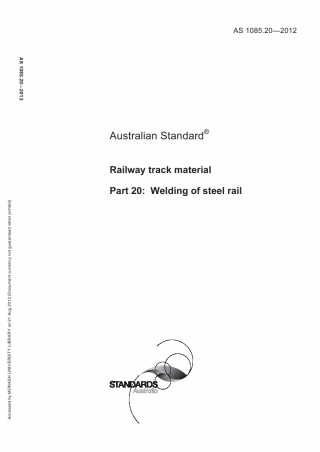 AS 1085.20—2012
AS 1085.20—2012
Australian Standard®
Railway track material
Part 20: Welding of steel rail
STANDARDS
Australia
Accessed by MONASH UNIVERSITY LIBRARY on 21 Aug 2013 (Document currency not guaranteed when printed)